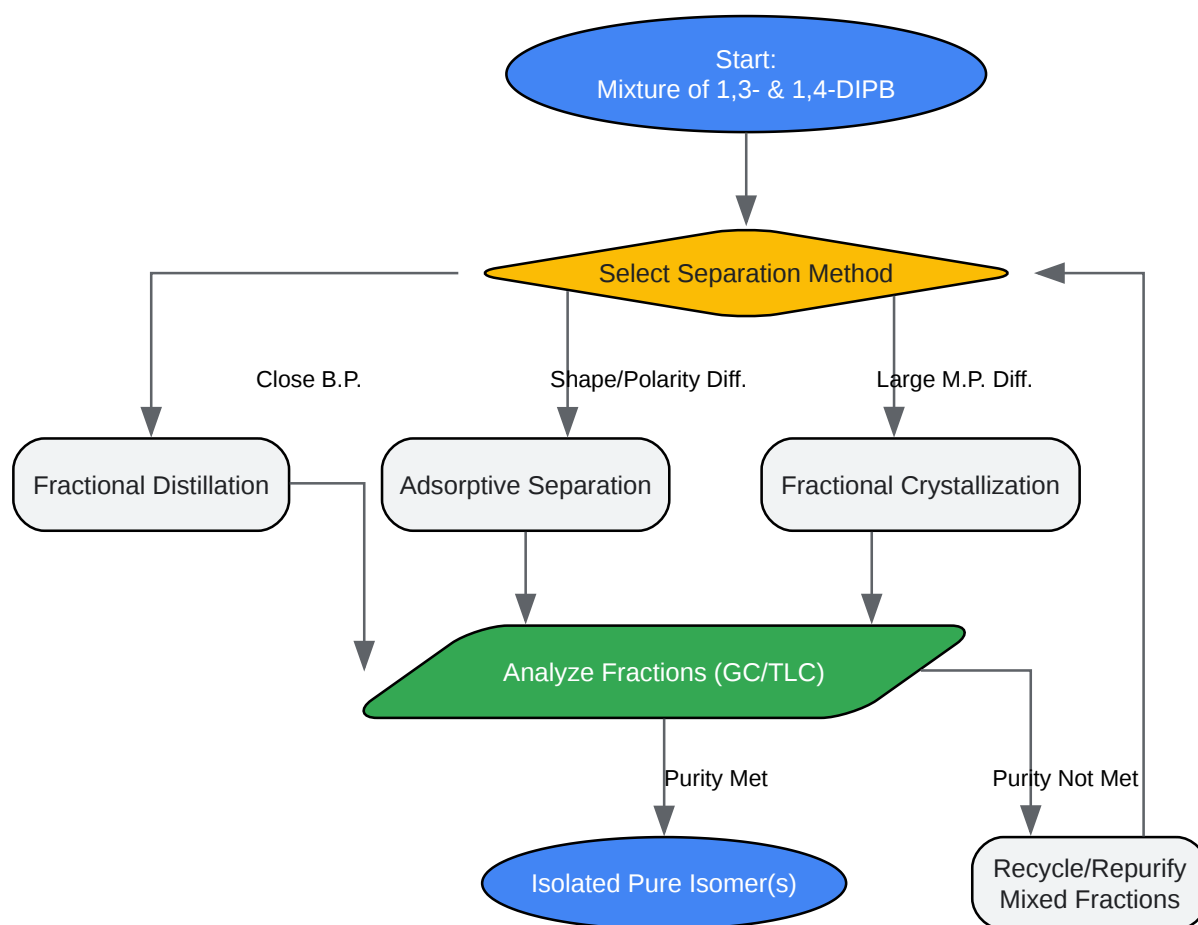 Start:
Mixture of 1,3- & 1,4-DIPB
Select Separation Method
Close B.P.
Shape/Polarity Diff.
Large M.P. Diff.
Fractional Distillation
Adsorptive Separation
Fractional Crystallization
Analyze Fractions (GC/TLC)
Purity Met
Purity Not Met
Isolated Pure Isomer(s)
Recycle/Repurify
Mixed Fractions